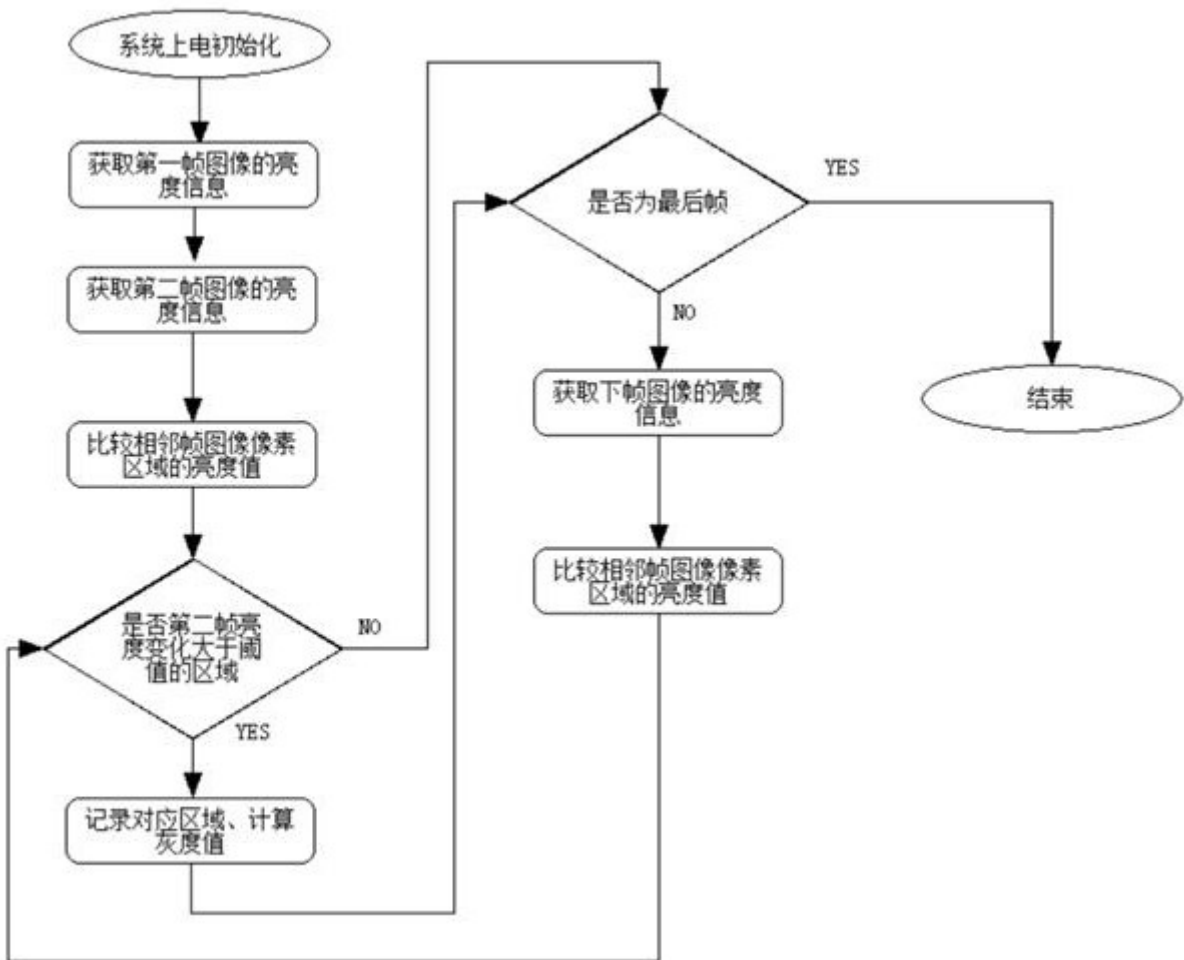 系统上电初始化
获取第一帧图像的亮
度信息
获取第二帧图像的亮
度信息
比较相邻帧图像像素
区域的亮度值
是否第二帧亮
度变化大于阈
值的区域
NO
YES
记录对应区域、计算
灰度值
是否为最后帧
YES
NO
获取下帧图像的亮度
信息
比较相邻帧图像像素
区域的亮度值
结束